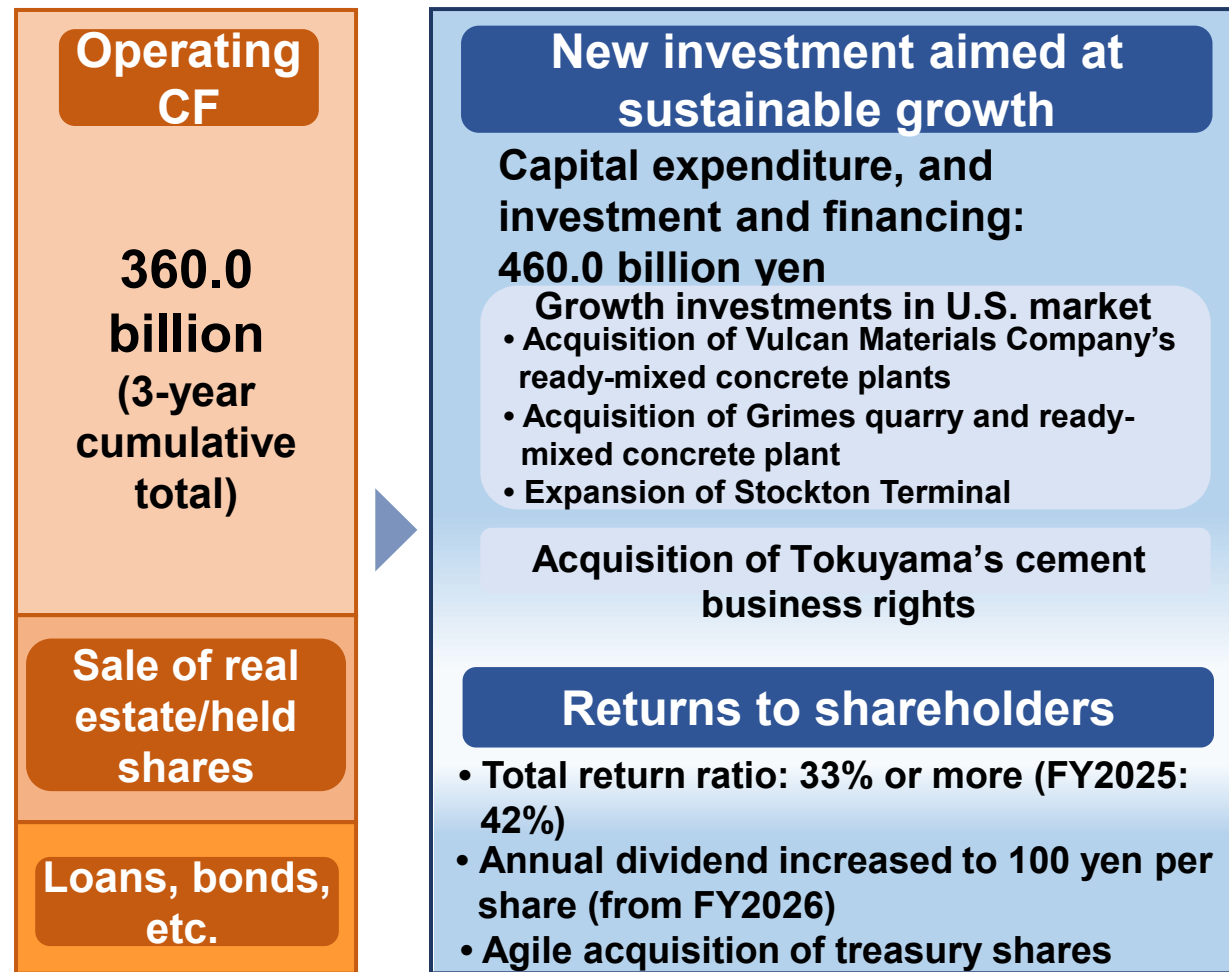 Operating
CF
360.0
billion
(3-year
cumulative
total)
Sale of real
estate/held
shares
Loans, bonds,
etc.
New investment aimed at
sustainable growth
Capital expenditure, and
investment and financing:
460.0 billion yen
Growth investments in U.S. market
• Acquisition of Vulcan Materials Company’s
ready-mixed concrete plants
• Acquisition of Grimes quarry and ready-
mixed concrete plant
• Expansion of Stockton Terminal
Acquisition of Tokuyama’s cement
business rights
Returns to shareholders
• Total return ratio: 33% or more (FY2025:
42%)
• Annual dividend increased to 100 yen per
share (from FY2026)
• Agile acquisition of treasury shares